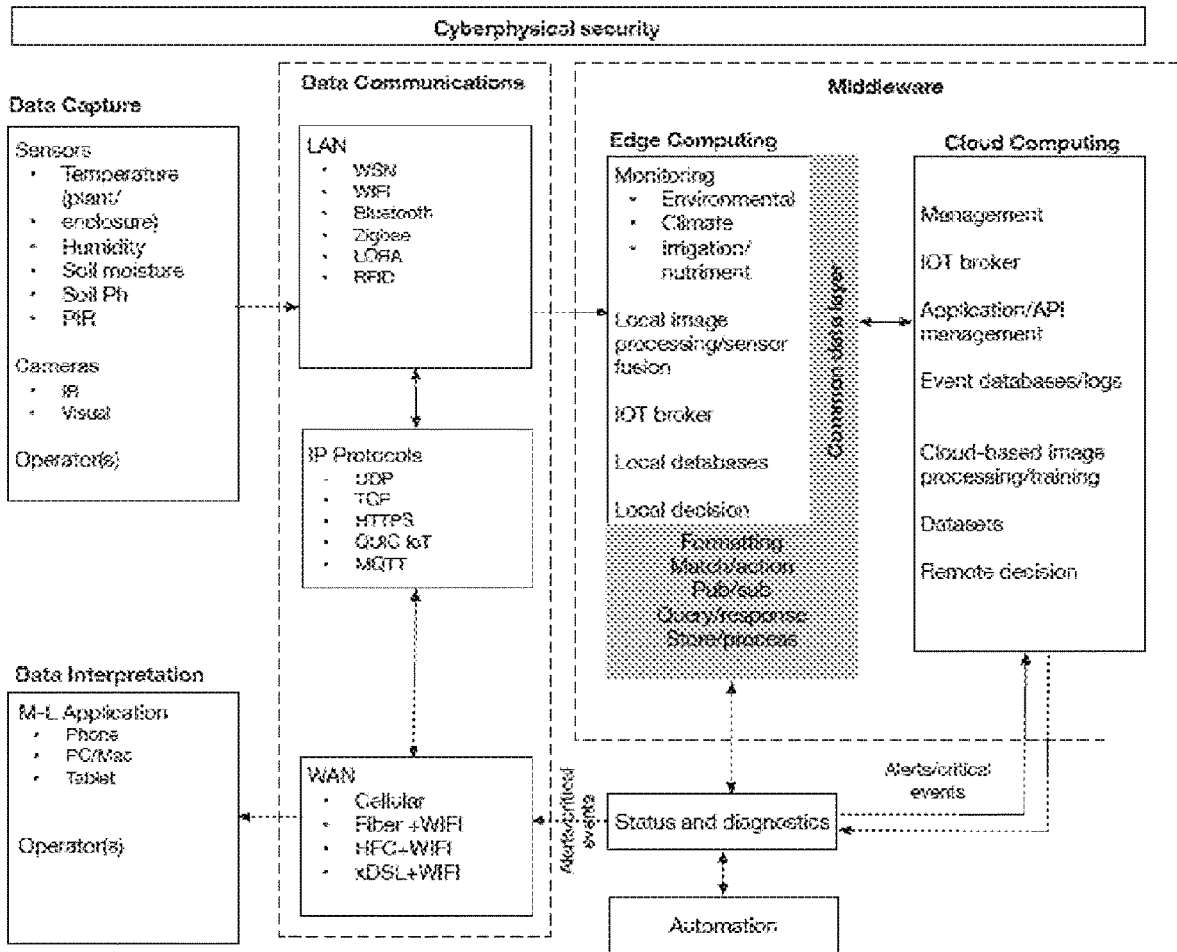 Cyberphysical security
Data Capture
Sensors
• Temperature
(plant/
• enclosure)
• Humidity
• Soil moisture
• Soil Ph
• PIR
Cameras
• IR
• Visual
Operator(s)
Data Communications
LAN
• WSN
• WIFI
• Bluetooth
• Zigbee
• LORA
• RFID
IP Protocols
- UDP
• TCP
• HTTPS
• QUIC IoT
• MQTT
WAN
• Cellular
• Fiber +WIFI
• HFC+WIFI
• xDSL+WIFI
Data Interpretation
M-L Application
• Phone
• PC/Mac
• Tablet
Operator(s)
Middleware
Edge Computing
Monitoring
• Environmental
• Climate
• Irrigation/
nutriment
Local image
processing/sensor
fusion
IOT broker
Local databases
Local decision
Common data layer
Formatting
Match/action
Pub/sub
Query/response
Store/process
Cloud Computing
Management
IOT broker
Application/API
management
Event databases/logs
Cloud-based image
processing/training
Datasets
Remote decision
Alerts/critical
events
Status and diagnostics
Alerts/critical
events
Automation